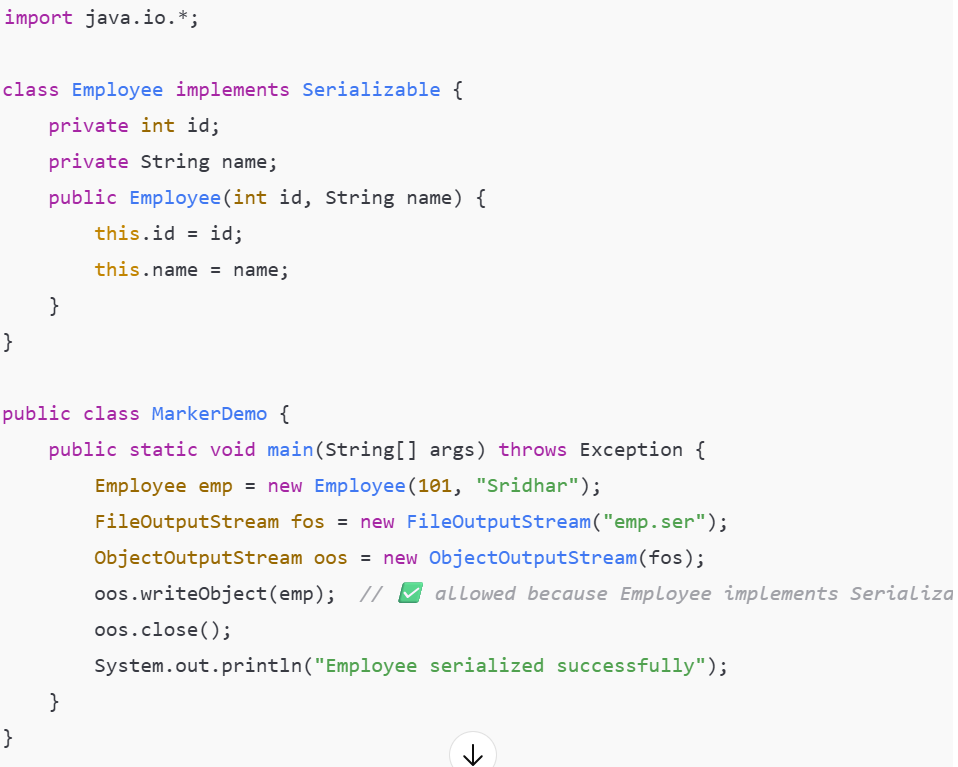 import java.io.*;
class Employee implements Serializable {
private int id;
private String name;
public Employee(int id, String name) {
this.id = id;
this.name = name;
}
}
public class MarkerDemo {
public static void main(String[] args) throws Exception {
Employee emp = new Employee(101, "Sridhar");
FileOutputStream fos = new FileOutputStream("emp.ser");
ObjectOutputStream oos = new ObjectOutputStream(fos);
oos.writeObject(emp);  // ✅ allowed because Employee implements Serializa
oos.close();
System.out.println("Employee serialized successfully");
}
}